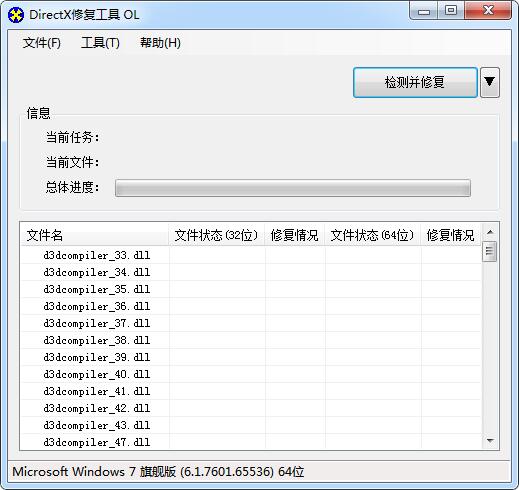 DirectX修复工具 OL
文件(F) 工具(T) 帮助(H)
检测并修复
信息
当前任务:
当前文件:
总体进度:
文件名 文件状态(32位) 修复情况 文件状态(64位) 修复情况
d3dcompiler_33.dll
d3dcompiler_34.dll
d3dcompiler_35.dll
d3dcompiler_36.dll
d3dcompiler_37.dll
d3dcompiler_38.dll
d3dcompiler_39.dll
d3dcompiler_40.dll
d3dcompiler_41.dll
d3dcompiler_42.dll
d3dcompiler_43.dll
d3dcompiler_47.dll
Microsoft Windows 7 旗舰版 (6.1.7601.65536) 64位